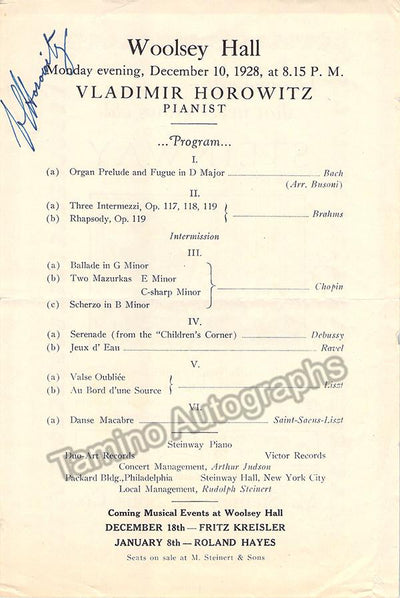 V Horowitz
Woolsey Hall
Monday evening, December 10, 1928, at 8.15 P. M.
VLADIMIR HOROWITZ
PIANIST
...Program...
I.
(a) Organ Prelude and Fugue in D Major Bach
(Arr. Busoni)
II.
(a) Three Intermezzi, Op. 117, 118, 119
(b) Rhapsody, Op. 119 Brahms
Intermission
III.
(a) Ballade in G Minor
(b) Two Mazurkas E Minor
C-sharp Minor Chopin
(c) Scherzo in B Minor
IV.
(a) Serenade (from the "Children's Corner) Debussy
(b) Jeux d' Eau Ravel
V.
(a) Valse Oubliée
(b) Au Bord d'une Source Liszt
VI.
(a) Danse Macabre Saint-Saens-Liszt
Tamino Autographs
Steinway Piano
Duo-Art Records Victor Records
Concert Management, Arthur Judson
Packard Bldg., Philadelphia Steinway Hall, New York City
Local Management, Rudolph Steinert
Coming Musical Events at Woolsey Hall
DECEMBER 18th — FRITZ KREISLER
JANUARY 8th — ROLAND HAYES
Seats on sale at M. Steinert & Sons